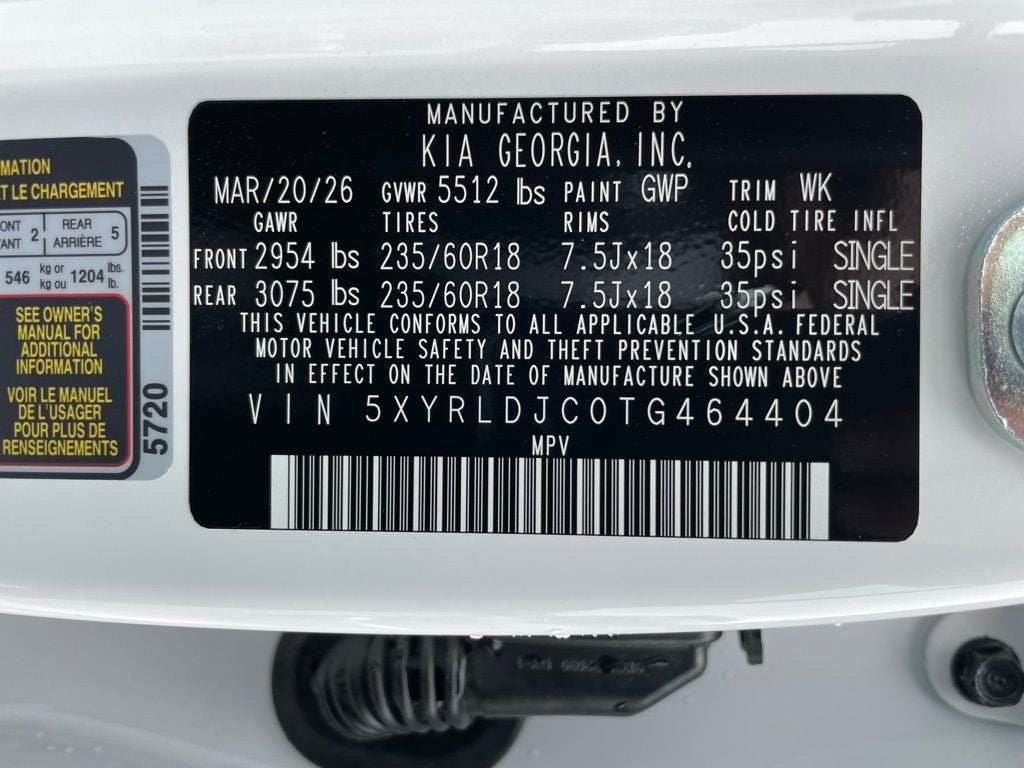 MANUFACTURED BY
KIA GEORGIA, INC.
MAR/20/26 GVWR 5512 lbs PAINT GWP TRIM WK
GAWR TIRES RIMS COLD TIRE INFL
FRONT 2954 lbs 235/60R18 7.5Jx18 35psi SINGLE
REAR 3075 lbs 235/60R18 7.5Jx18 35psi SINGLE
THIS VEHICLE CONFORMS TO ALL APPLICABLE U.S.A. FEDERAL
MOTOR VEHICLE SAFETY AND THEFT PREVENTION STANDARDS
IN EFFECT ON THE DATE OF MANUFACTURE SHOWN ABOVE
VIN 5XYRLDJC0TG464404
MPV
ET LE CHARGEMENT
2 REAR 5
ARRIÈRE
546 kg or 1204 lbs.
kg ou lb.
SEE OWNER'S
MANUAL FOR
ADDITIONAL
INFORMATION
VOIR LE MANUEL
DE L'USAGER
POUR PLUS DE
RENSEIGNEMENTS
5720